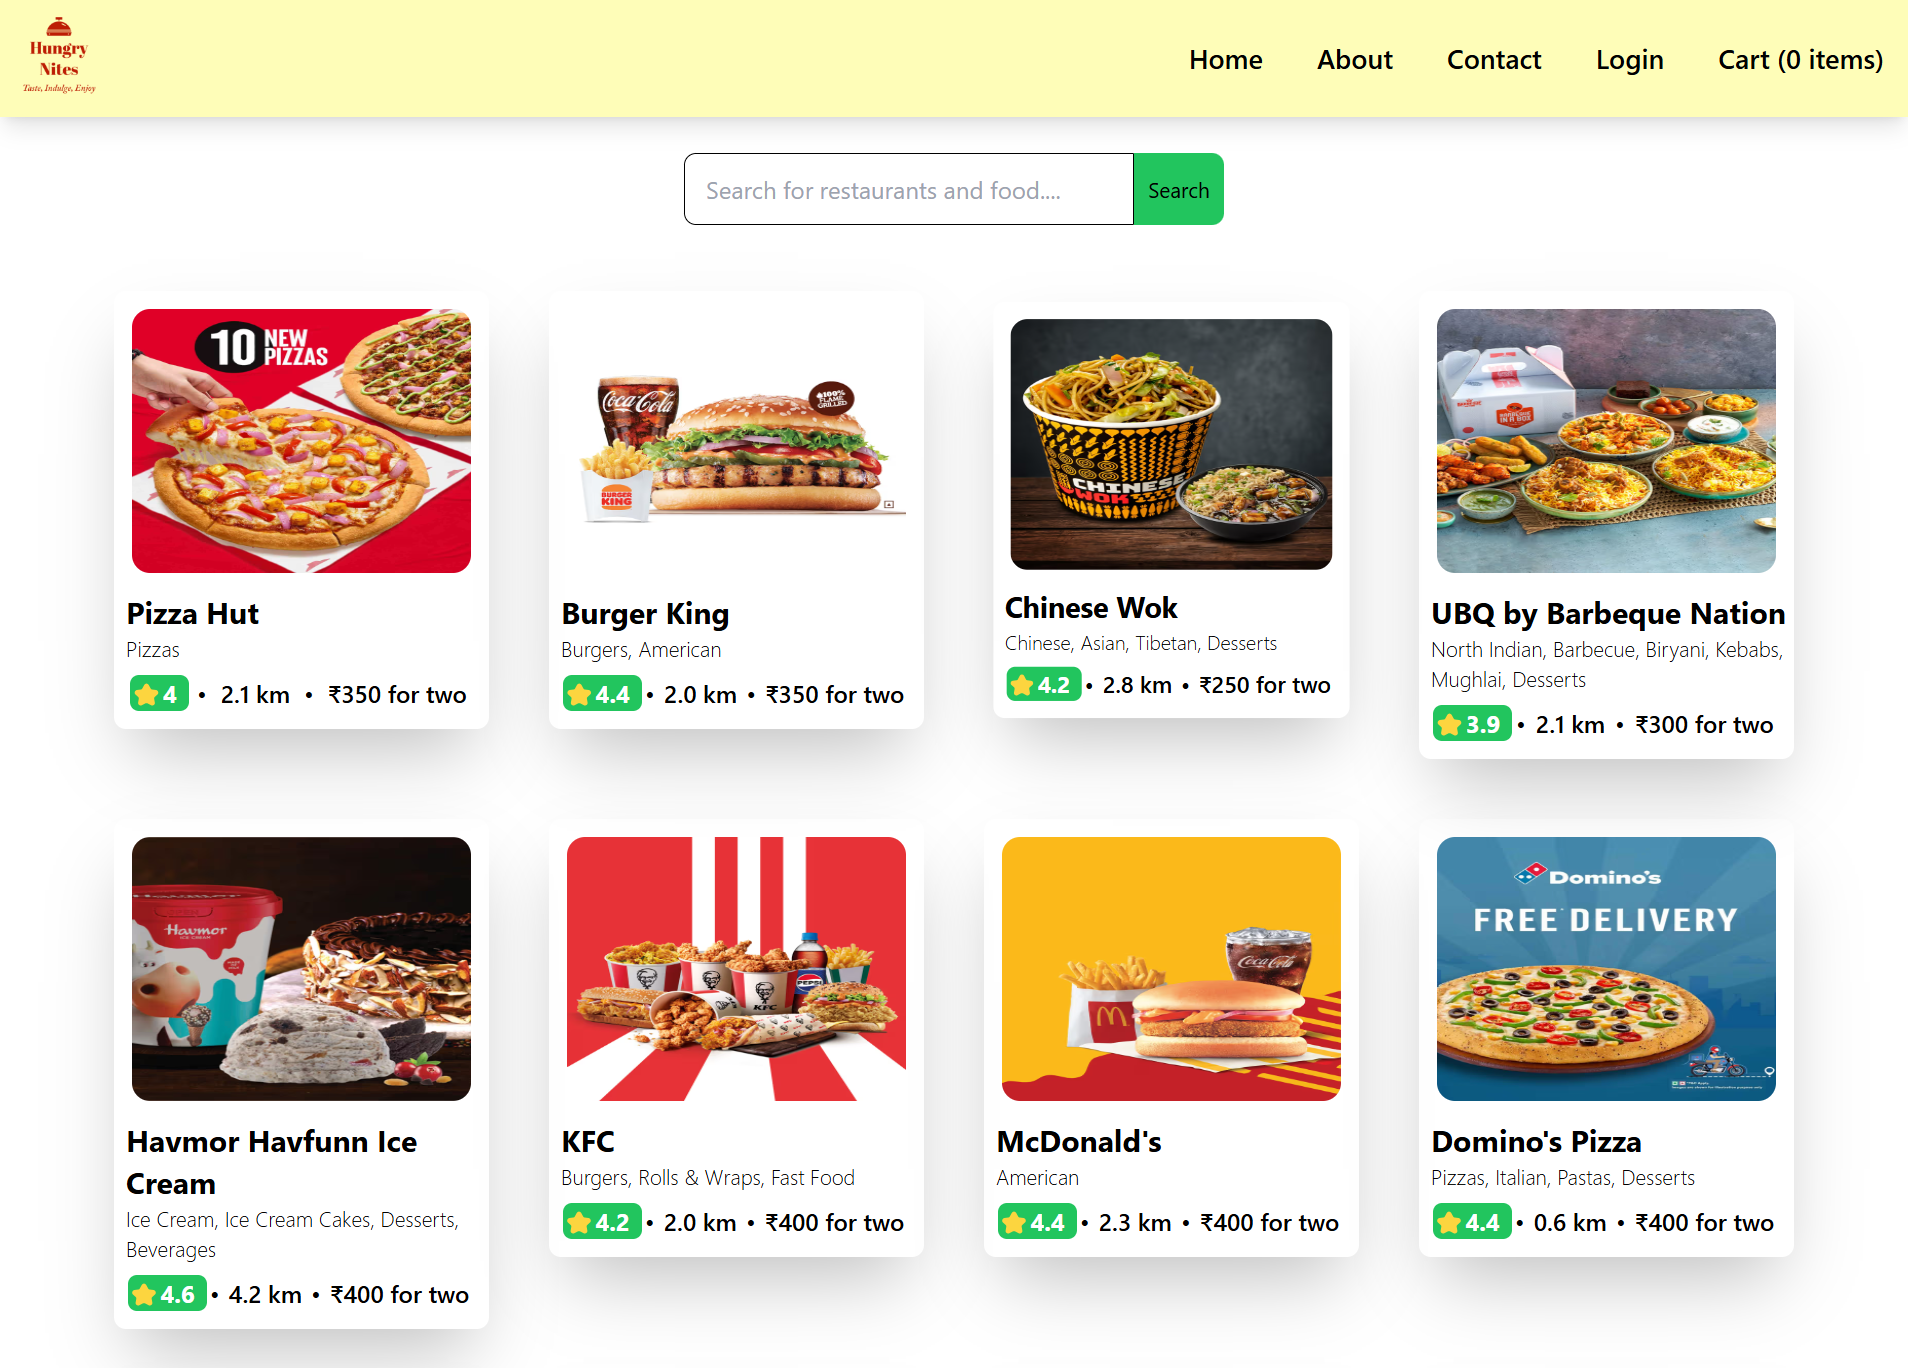 Hungry
Nites
Taste, Indulge, Enjoy
Home
About
Contact
Login
Cart (0 items)
Search for restaurants and food....
Search
10 NEW PIZZAS
Coca-Cola
100% FLAME GRILLED
BURGER KING
CHINESE WOK
BARBEQUE IN A BOX
Pizza Hut
Pizzas
4 • 2.1 km • ₹350 for two
Burger King
Burgers, American
4.4 • 2.0 km • ₹350 for two
Chinese Wok
Chinese, Asian, Tibetan, Desserts
4.2 • 2.8 km • ₹250 for two
UBQ by Barbeque Nation
North Indian, Barbecue, Biryani, Kebabs,
Mughlai, Desserts
3.9 • 2.1 km • ₹300 for two
Havmor
ICE CREAM
KFC
PEPSI
Coca-Cola
Domino's
FREE DELIVERY
Havmor Havfunn Ice
Cream
Ice Cream, Ice Cream Cakes, Desserts,
Beverages
4.6 • 4.2 km • ₹400 for two
KFC
Burgers, Rolls & Wraps, Fast Food
4.2 • 2.0 km • ₹400 for two
McDonald's
American
4.4 • 2.3 km • ₹400 for two
Domino's Pizza
Pizzas, Italian, Pastas, Desserts
4.4 • 0.6 km • ₹400 for two